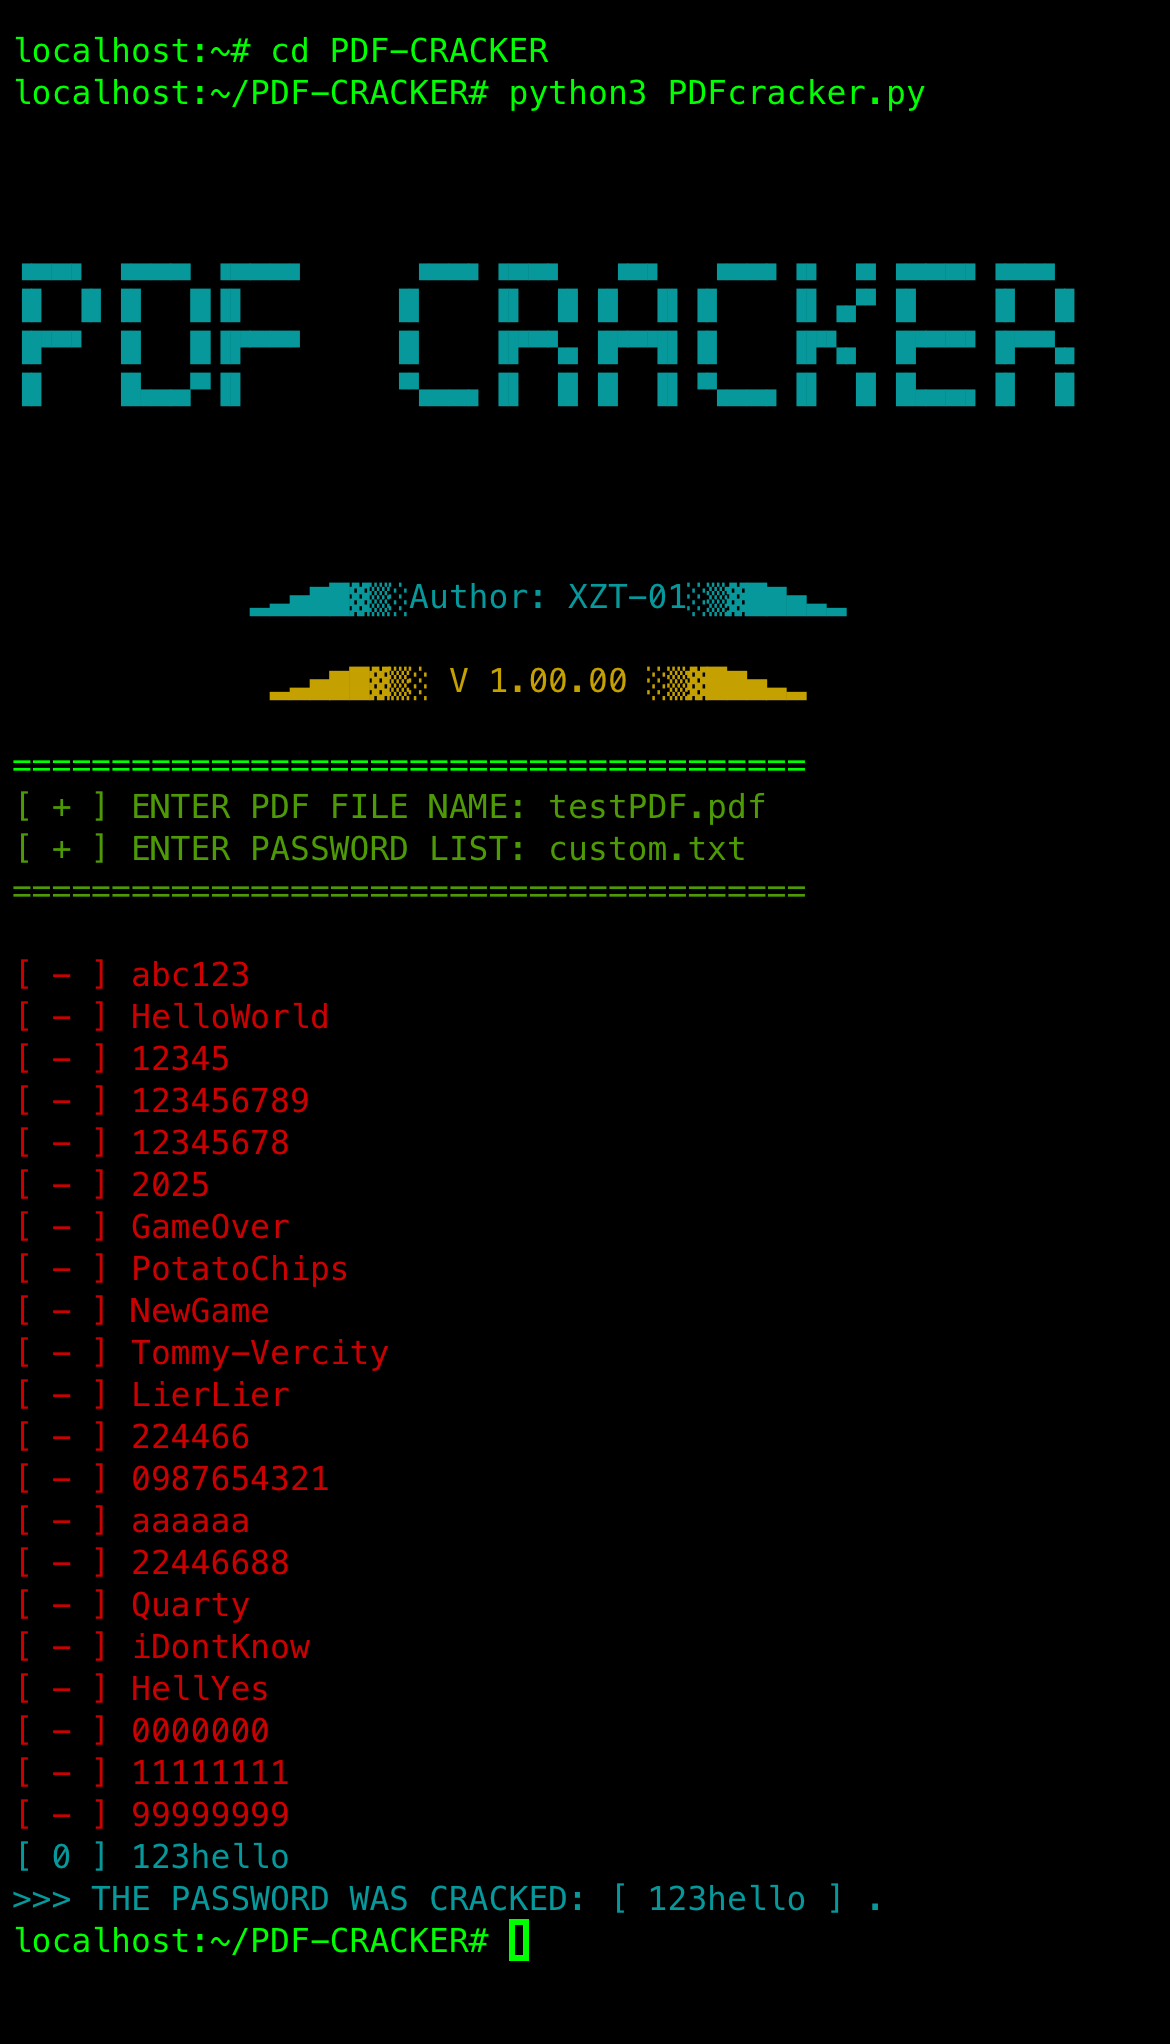 localhost:~# cd PDF-CRACKER
localhost:~/PDF-CRACKER# python3 PDFcracker.py
PDF CRACKER
Author: XZT-01
V 1.00.00
========================================
[ + ] ENTER PDF FILE NAME: testPDF.pdf
[ + ] ENTER PASSWORD LIST: custom.txt
========================================
[ - ] abc123
[ - ] HelloWorld
[ - ] 12345
[ - ] 123456789
[ - ] 12345678
[ - ] 2025
[ - ] GameOver
[ - ] PotatoChips
[ - ] NewGame
[ - ] Tommy-Vercity
[ - ] LierLier
[ - ] 224466
[ - ] 0987654321
[ - ] aaaaaa
[ - ] 22446688
[ - ] Quarty
[ - ] iDontKnow
[ - ] HellYes
[ - ] 0000000
[ - ] 11111111
[ - ] 99999999
[ 0 ] 123hello
>>> THE PASSWORD WAS CRACKED: [ 123hello ] .
localhost:~/PDF-CRACKER#